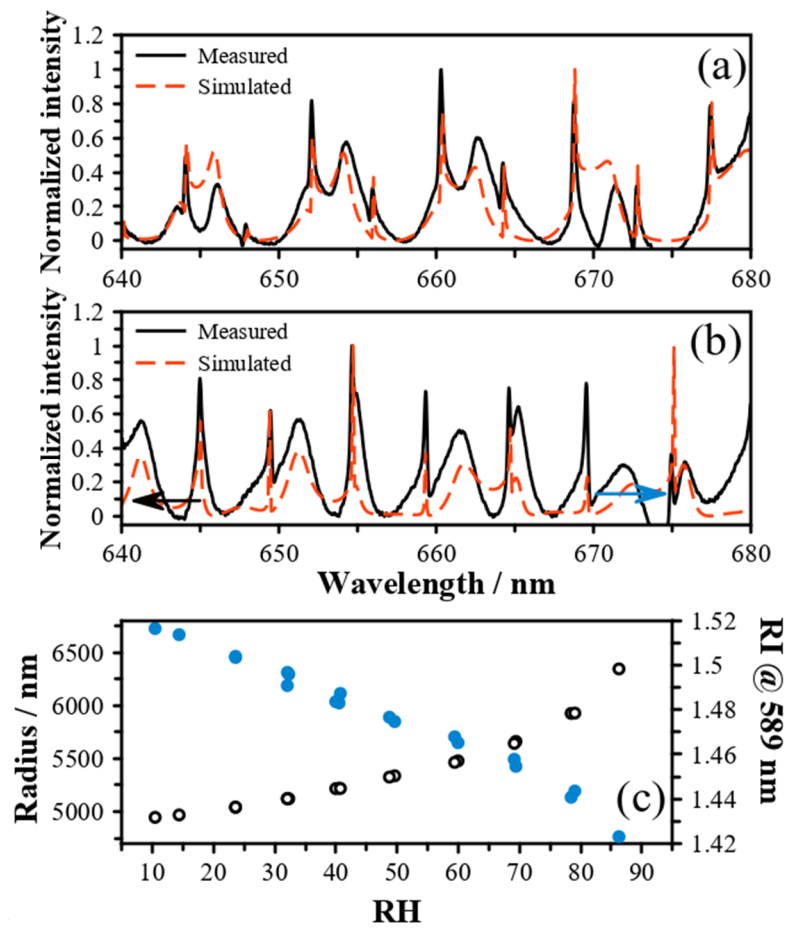 1.2
1
0.8
0.6
0.4
0.2
0
Normalized intensity
Measured
Simulated
(a)
640 650 660 670 680
1.2
1
0.8
0.6
0.4
0.2
0
Normalized intensity
Measured
Simulated
(b)
640 650 660 670 680
Wavelength / nm
6500
6000
5500
5000
Radius / nm
1.52
1.5
1.48
1.46
1.44
1.42
RI @ 589 nm
(c)
10 20 30 40 50 60 70 80 90
RH